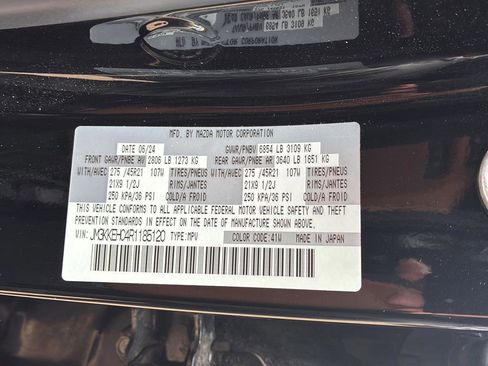 MFD. BY MAZDA MOTOR CORPORATION
DATE 06/24 GVWR/PNBV 6854 LB 3109 KG
FRONT GAWR/PNBE AV 2806 LB 1273 KG REAR GAWR/PNBE AR 3640 LB 1651 KG
WITH/AVEC 275 /45R21 107W TIRES/PNEUS WITH/AVEC 275 /45R21 107W TIRES/PNEUS
21X9 1/2J RIMS/JANTES 21X9 1/2J RIMS/JANTES
250 KPA/36 PSI COLD/A FROID 250 KPA/36 PSI COLD/A FROID
THIS VEHICLE CONFORMS TO ALL APPLICABLE FEDERAL MOTOR VEHICLE SAFETY AND THEFT
PREVENTION STANDARDS IN EFFECT ON THE DATE OF MANUFACTURE SHOWN ABOVE.
VIN: JM3KKEHC4R1185120 TYPE:MPV COLOR CODE:41W MADE IN JAPAN